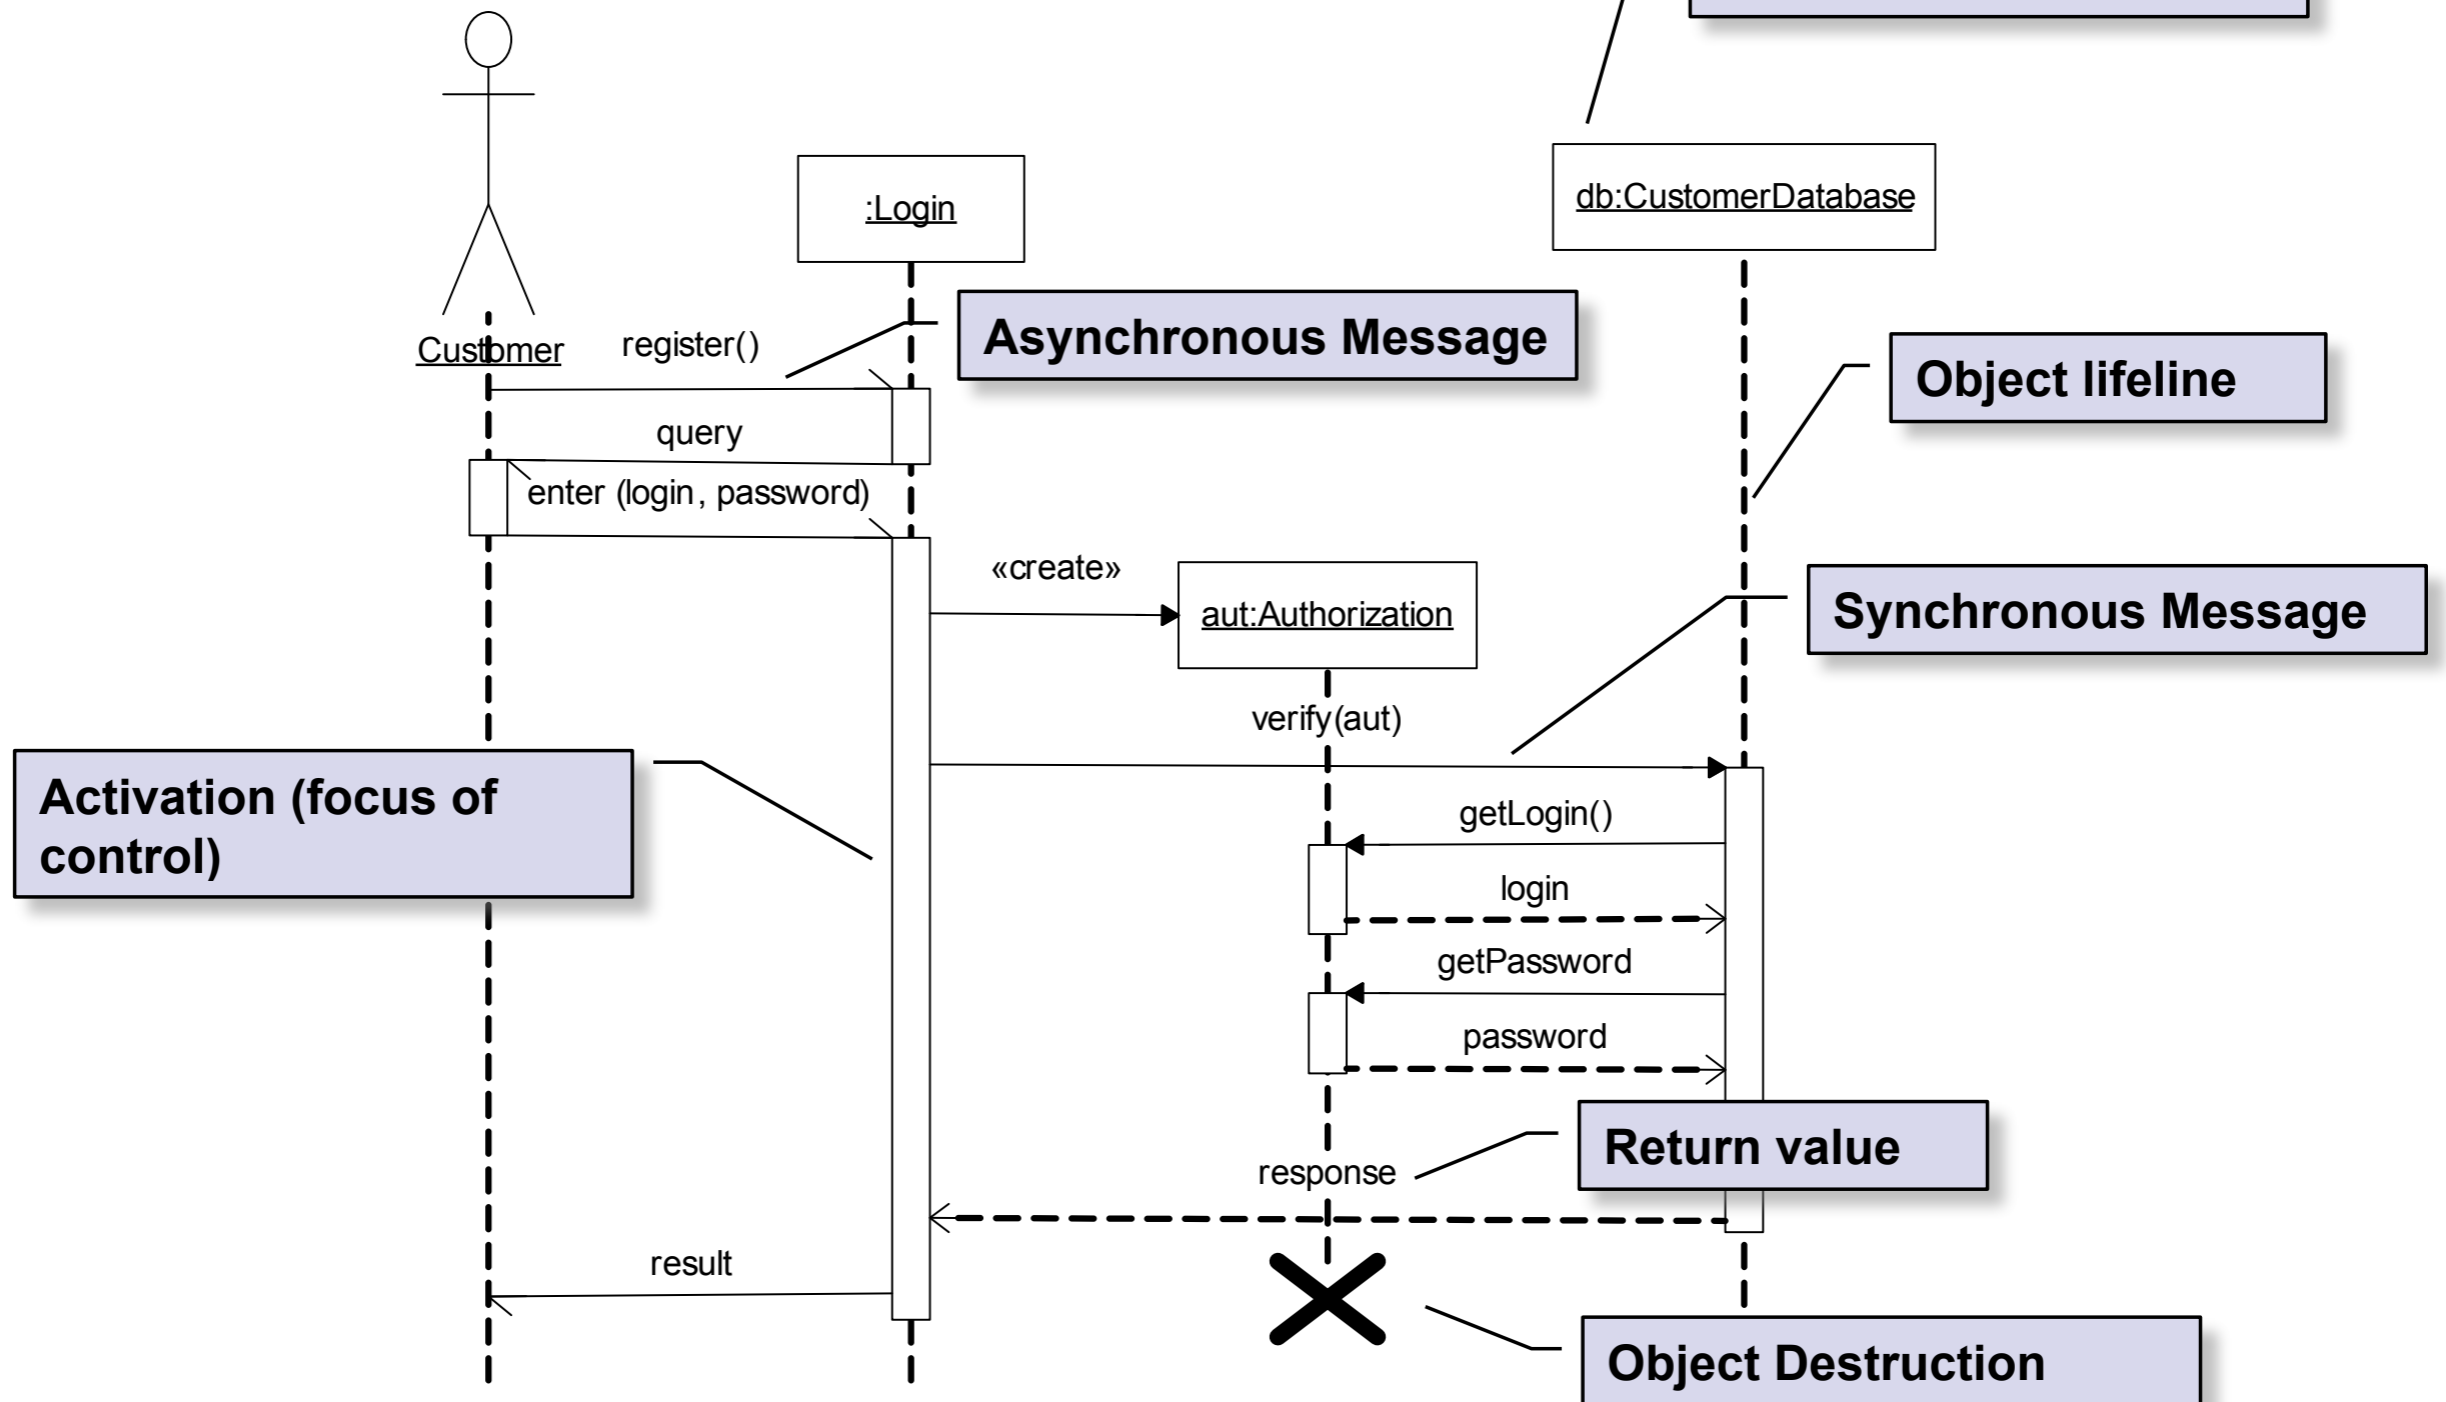 :Login
db:CustomerDatabase
Customer
register()
Asynchronous Message
Object lifeline
query
enter (login, password)
«create»
aut:Authorization
Synchronous Message
verify(aut)
Activation (focus of
control)
getLogin()
login
getPassword
password
Return value
response
result
Object Destruction